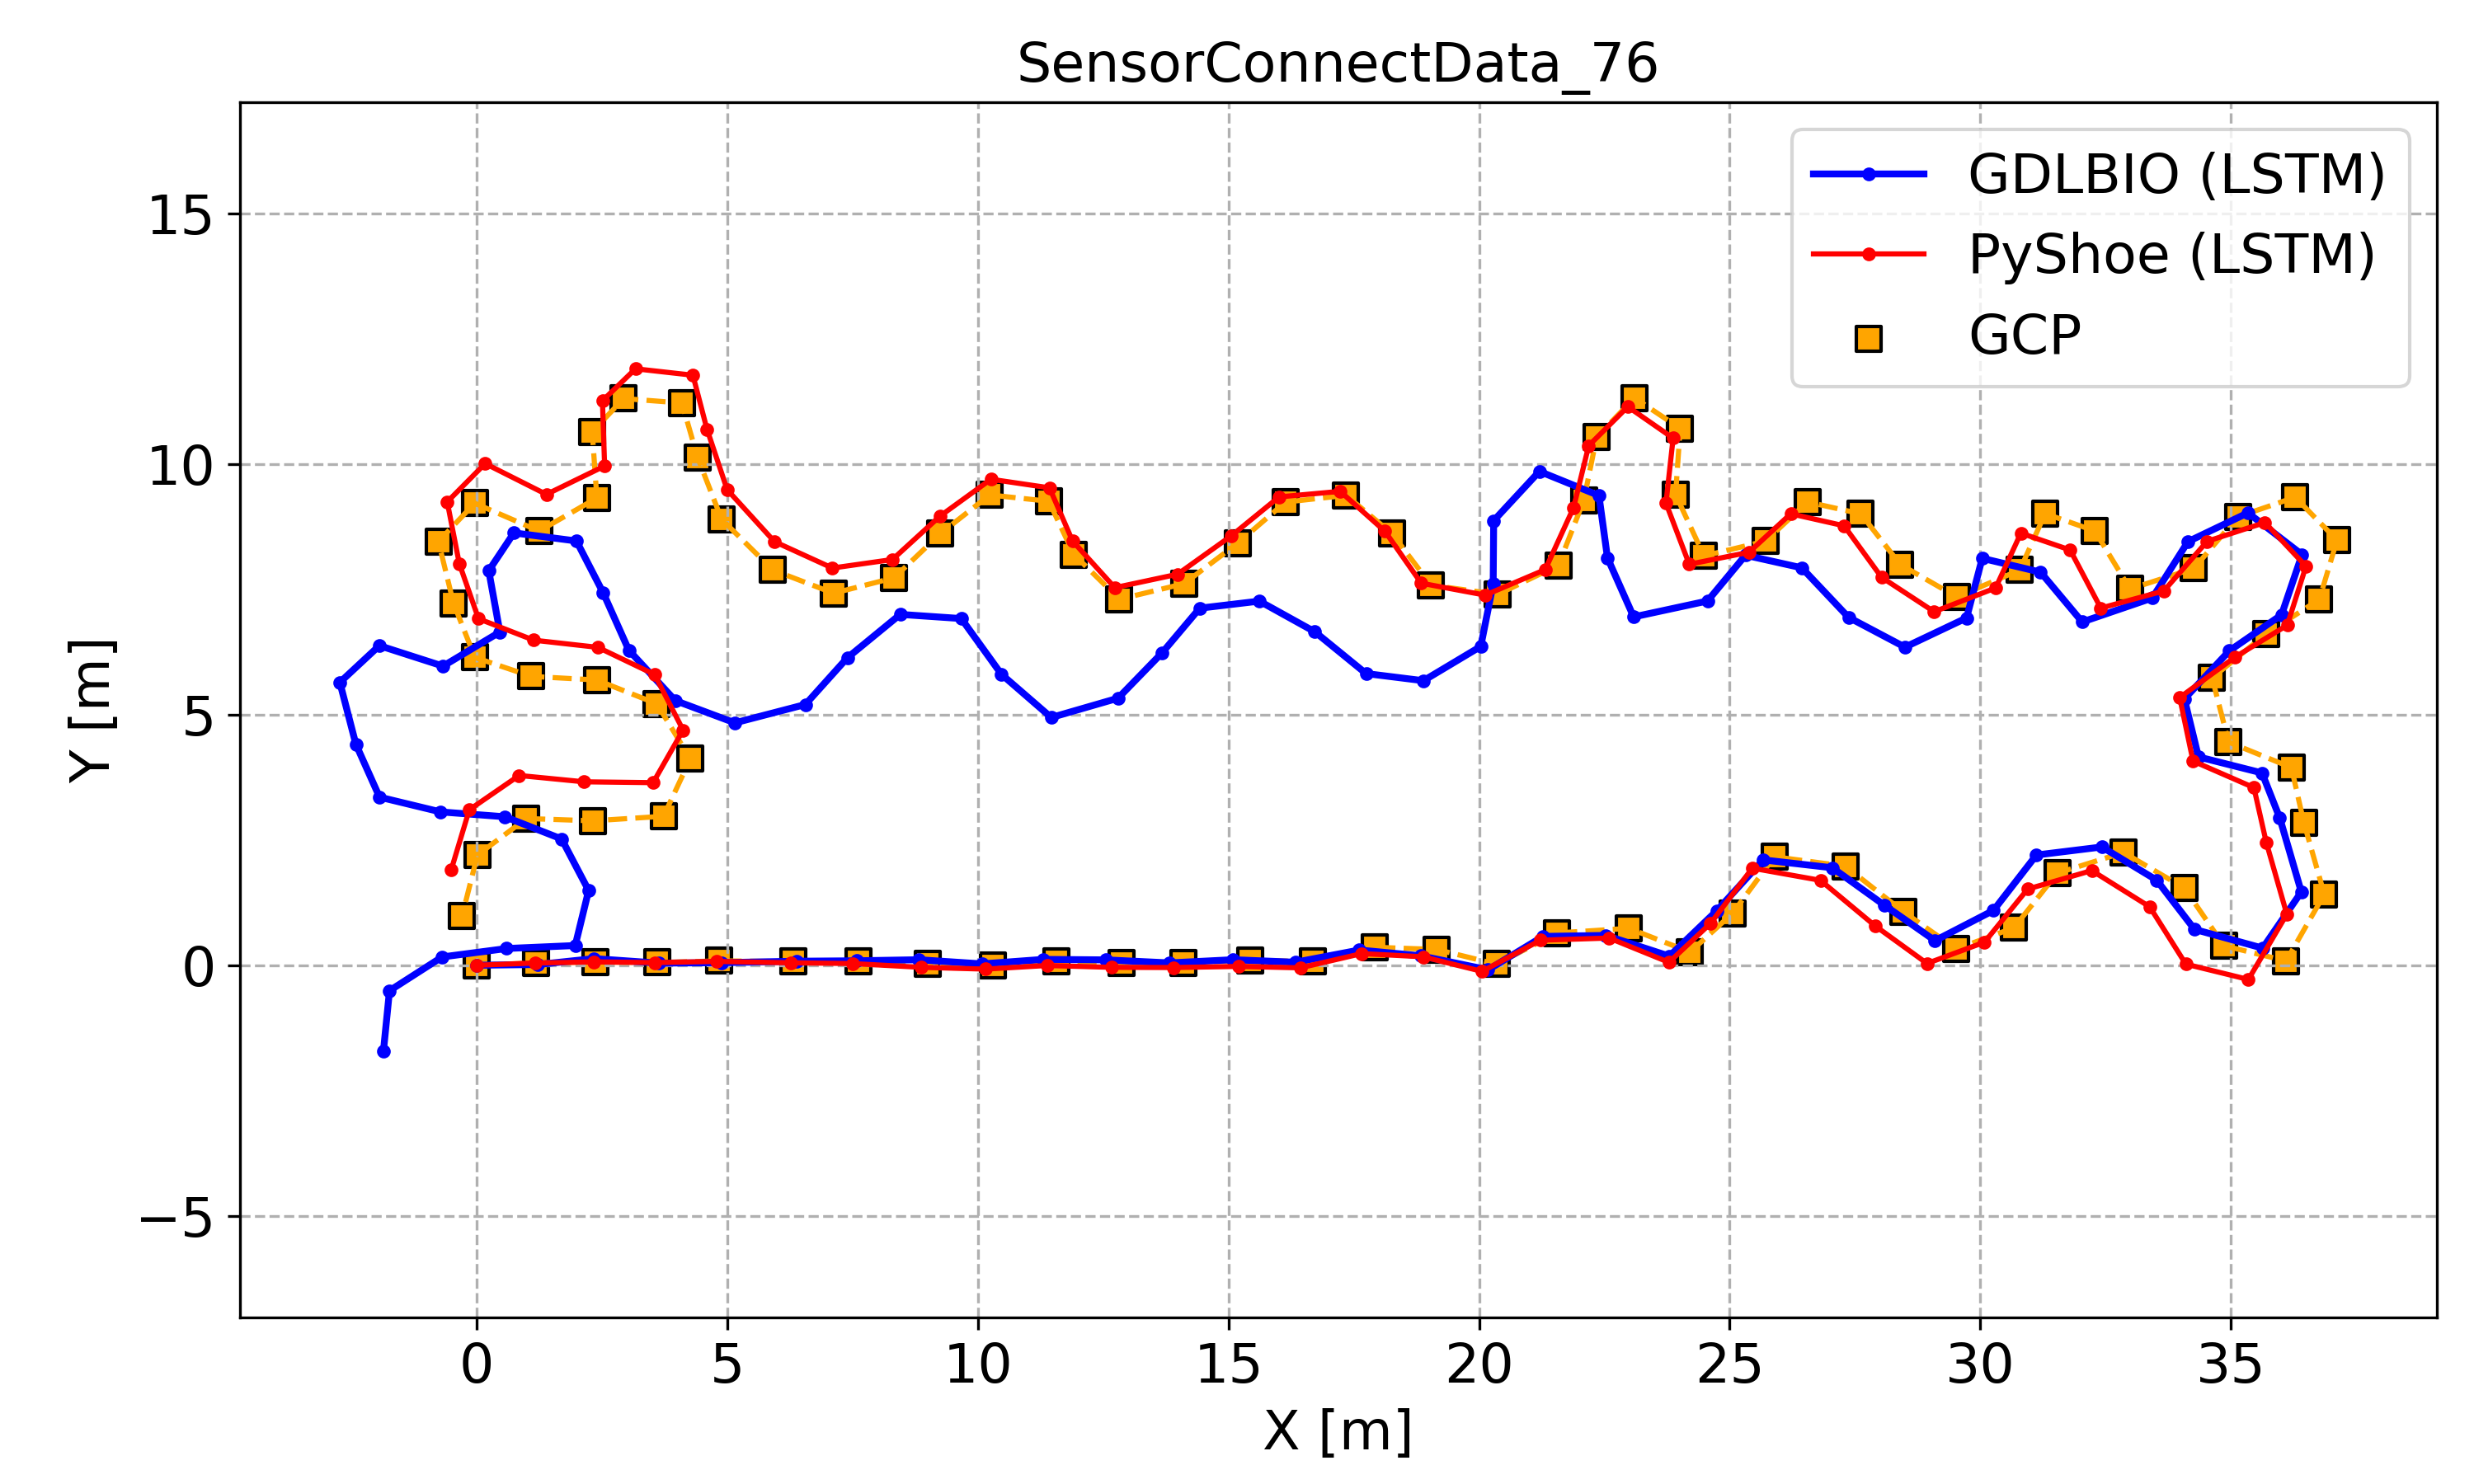 SensorConnectData_76
GDLBIO (LSTM)
PyShoe (LSTM)
GCP
15
10
5
0
−5
Y [m]
0 5 10 15 20 25 30 35
X [m]